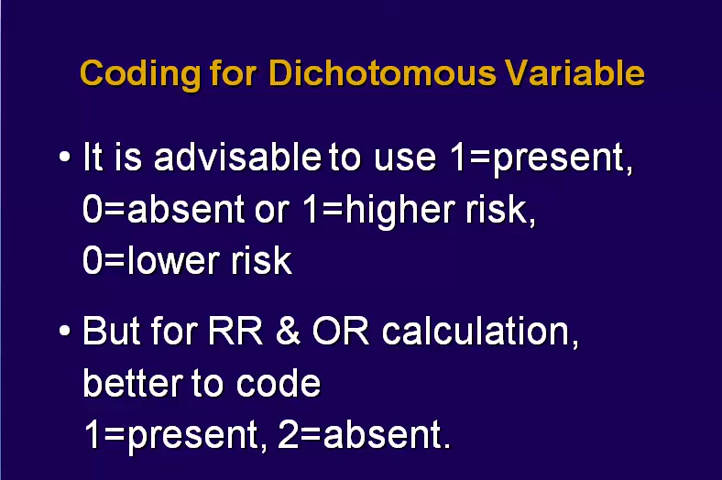 Coding for Dichotomous Variable
• It is advisable to use 1=present,
0=absent or 1=higher risk,
0=lower risk
• But for RR & OR calculation,
better to code
1=present, 2=absent.